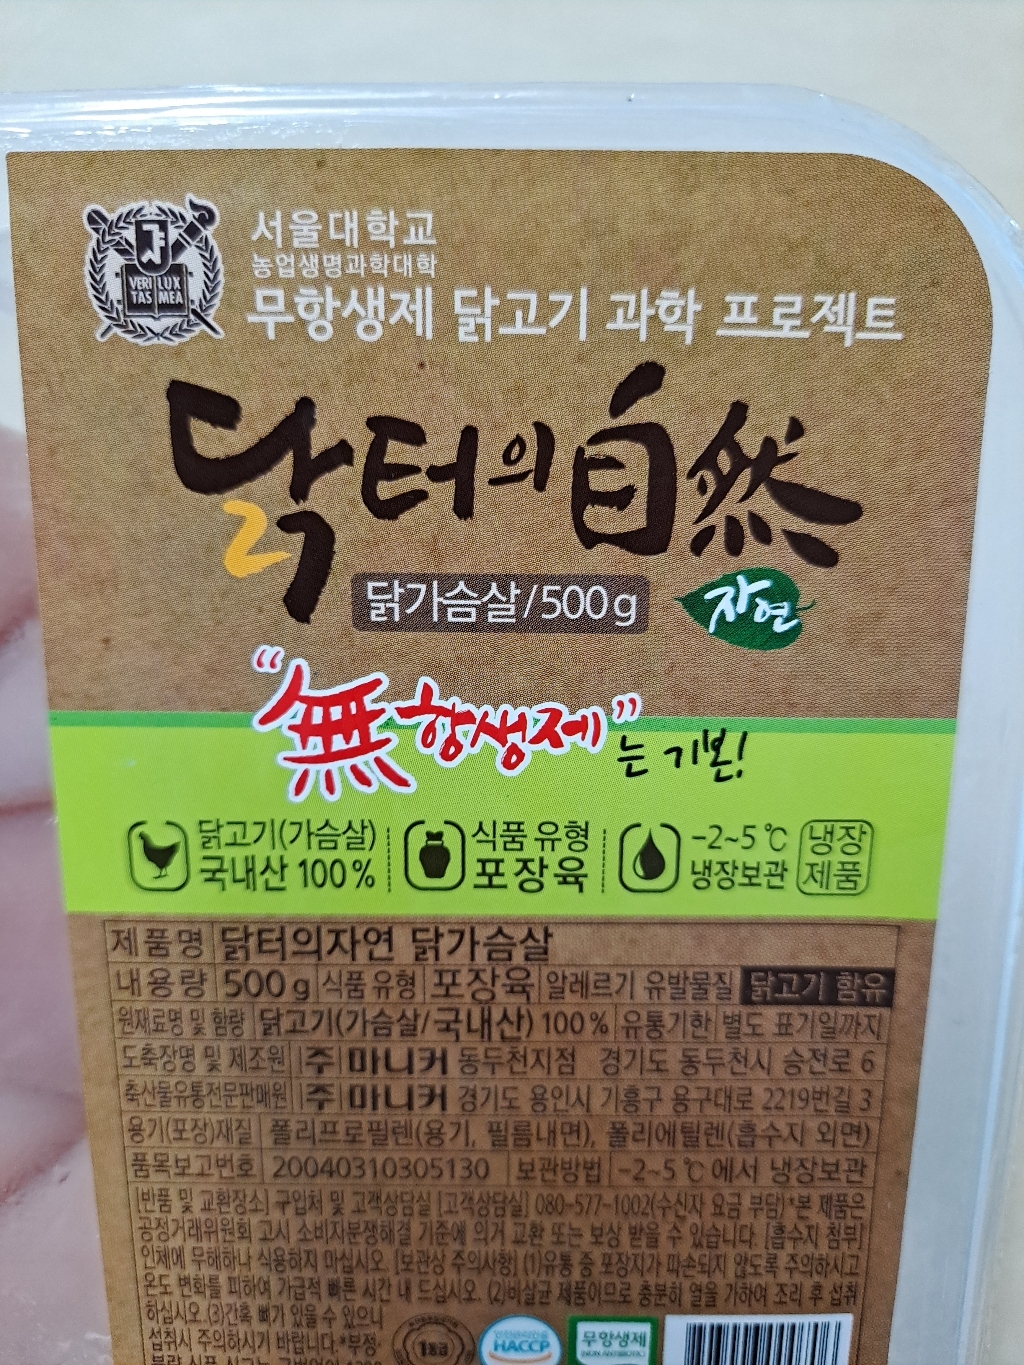 서울대학교
농업생명과학대학
무항생제 닭고기 과학 프로젝트
VERI LUX
TAS MEA
닭터의 自然
닭가슴살/500g
자연
“無항생제”는 기본!
닭고기(가슴살) 식품 유형 -2~5℃ 냉장
국내산 100% 포장육 냉장보관 제품
제품명 닭터의자연 닭가슴살
내용량 500g 식품 유형 포장육 알레르기 유발물질 닭고기 함유
원재료명 및 함량 닭고기(가슴살/국내산) 100% 유통기한 별도 표기일까지
도축장명 및 제조원 주 마니커 동두천지점 경기도 동두천시 승전로 6
축산물유통전문판매원 주 마니커 경기도 용인시 기흥구 용구대로 2219번길 3
용기(포장)재질 폴리프로필렌(용기, 필름내면), 폴리에틸렌(흡수지 외면)
품목보고번호 20040310305130 보관방법 -2~5℃에서 냉장보관
[반품 및 교환장소] 구입처 및 고객상담실 [고객상담실] 080-577-1002(수신자 요금 부담)*본 제품은
공정거래위원회 고시 소비자분쟁해결 기준에 의거 교환 또는 보상 받을 수 있습니다. [흡수지 첨부]
인체에 무해하나 식용하지 마십시오. [보관상 주의사항] (1)유통 중 포장지가 파손되지 않도록 주의하시고
온도 변화를 피하여 가급적 빠른 시간 내 드십시오. (2)비살균 제품이므로 충분히 열을 가하여 조리 후 섭취
하십시오.(3)간혹 뼈가 있을 수 있으니
섭취시 주의하시기 바랍니다.*부정·
1등급
HACCP
무항생제
NON ANTIBIOTIC